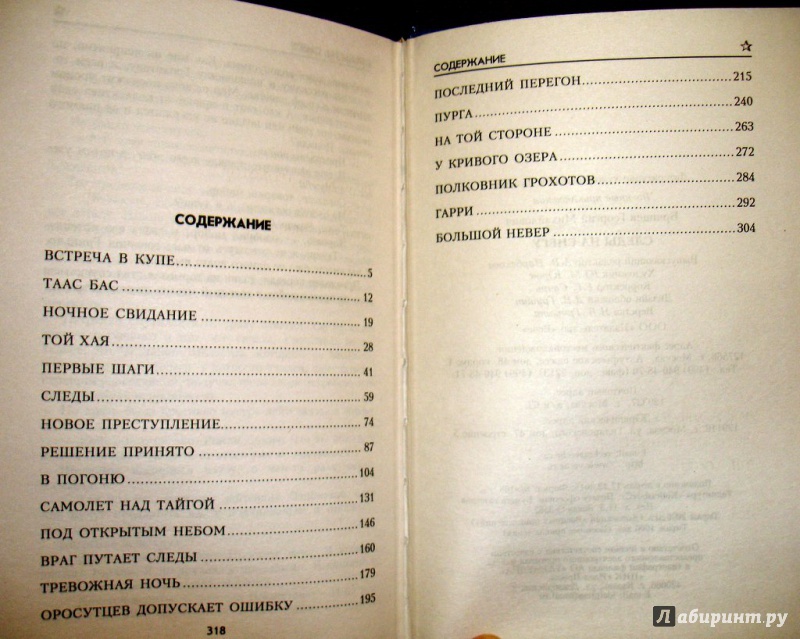 СОДЕРЖАНИЕ
ВСТРЕЧА В КУПЕ 5
ТААС БАС 12
НОЧНОЕ СВИДАНИЕ 19
ТОЙ ХАЯ 28
ПЕРВЫЕ ШАГИ 41
СЛЕДЫ 59
НОВОЕ ПРЕСТУПЛЕНИЕ 74
РЕШЕНИЕ ПРИНЯТО 87
В ПОГОНЮ 104
САМОЛЕТ НАД ТАЙГОЙ 131
ПОД ОТКРЫТЫМ НЕБОМ 146
ВРАГ ПУТАЕТ СЛЕДЫ 160
ТРЕВОЖНАЯ НОЧЬ 179
ОРОСУТЦЕВ ДОПУСКАЕТ ОШИБКУ 195
318
СОДЕРЖАНИЕ ☆
ПОСЛЕДНИЙ ПЕРЕГОН 215
ПУРГА 240
НА ТОЙ СТОРОНЕ 263
У КРИВОГО ОЗЕРА 272
ПОЛКОВНИК ГРОХОТОВ 284
ГАРРИ 292
БОЛЬШОЙ НЕВЕР 304
Лабиринт.ру